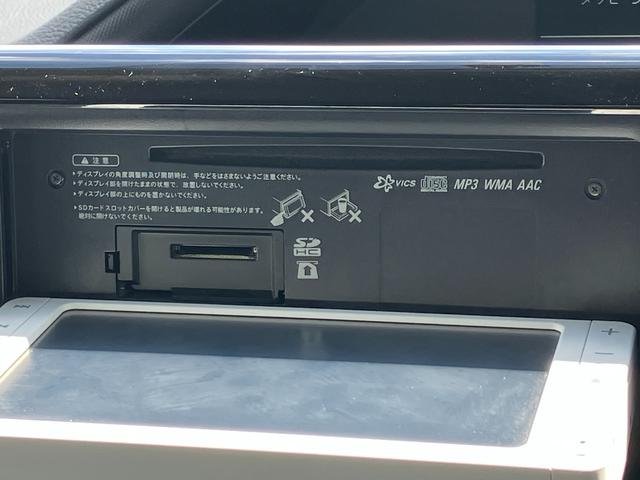 注意
▸ディスプレイの角度調整時及び開閉時は、手などをはさまないようご注意ください。
▸ディスプレイ部を開けたままの状態で、放置しないでください。
▸ディスプレイ部の上にものを置かないでください。
▸SDカードスロットカバーを開けると製品が壊れる可能性があります。
絶対に開けないでください。
VICS
COMPACT disc
MP3 WMA AAC
SD
HC
+
−